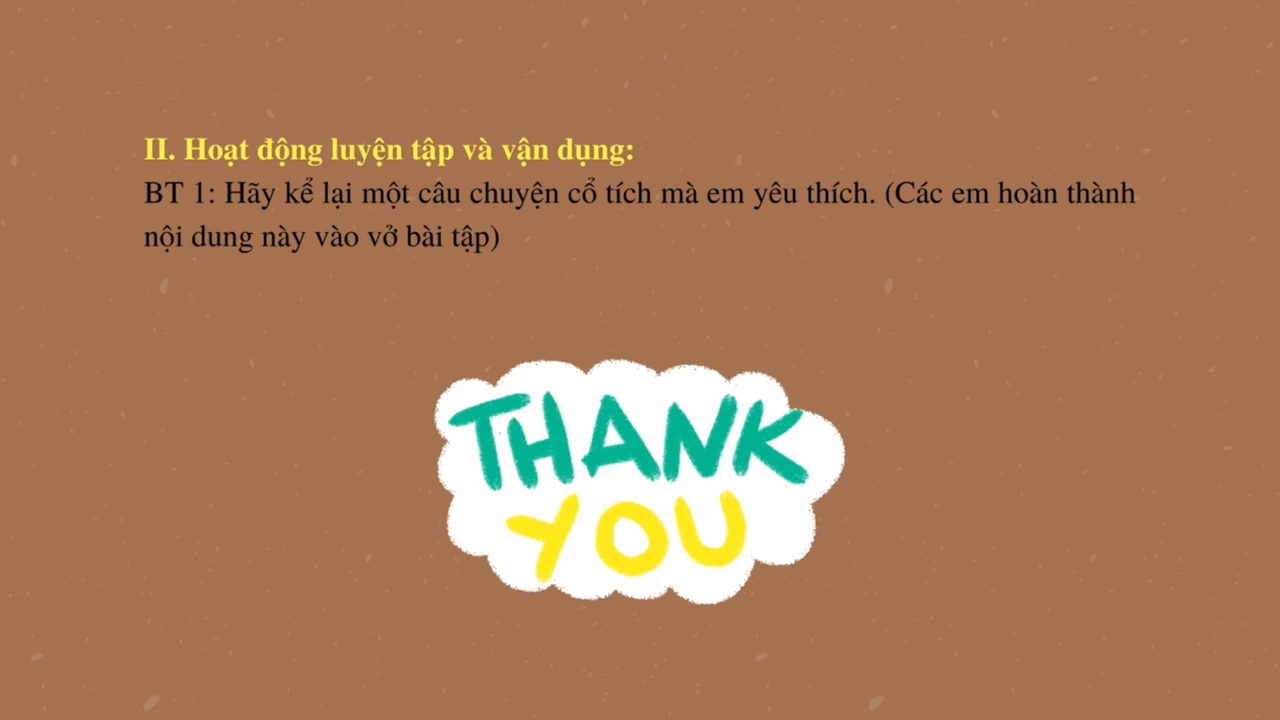 II. Hoạt động luyện tập và vận dụng:
BT 1: Hãy kể lại một câu chuyện cổ tích mà em yêu thích. (Các em hoàn thành
nội dung này vào vở bài tập)
THANK
YOU